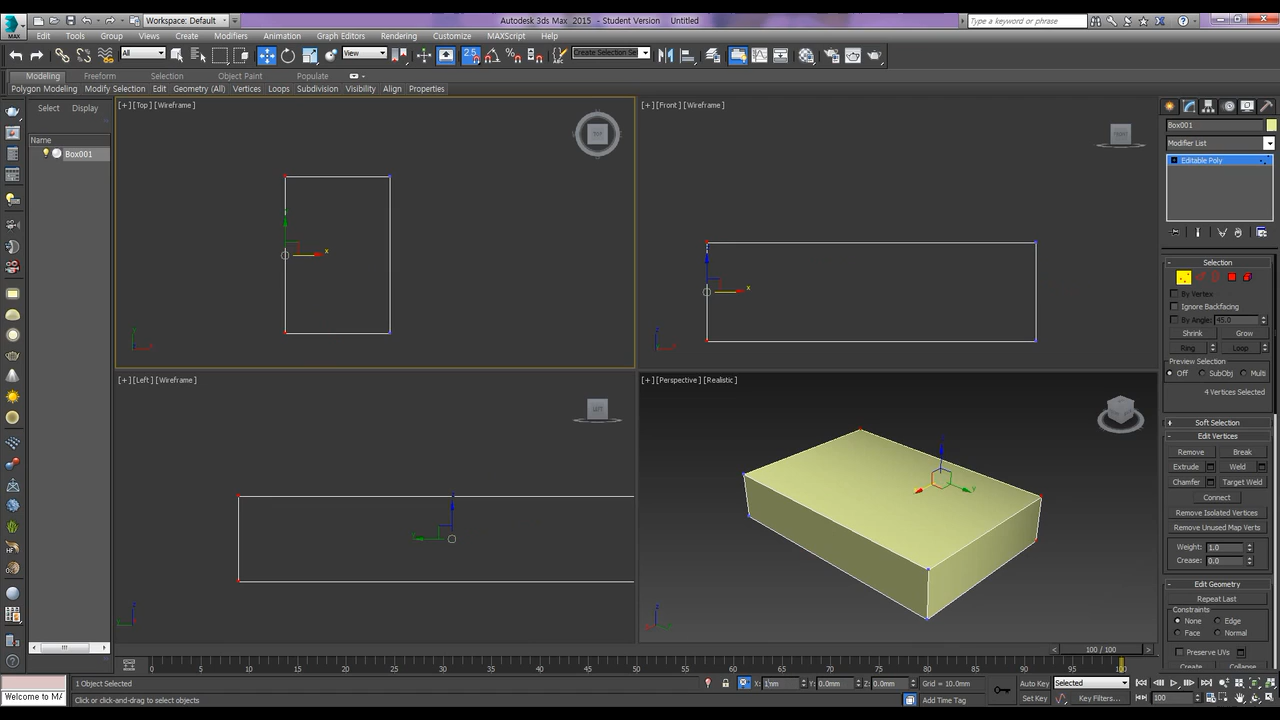 Workspace: Default
Autodesk 3ds Max 2015 - Student Version Untitled
Type a keyword or phrase
MAX
Edit Tools Group Views Create Modifiers Animation Graph Editors Rendering Customize MAXScript Help
All
View
2.5
Create Selection Se
Modeling Freeform Selection Object Paint Populate
Polygon Modeling Modify Selection Edit Geometry (All) Vertices Loops Subdivision Visibility Align Properties
Select Display
Name
Box001
[+] [Top] [Wireframe]
TOP
x
[+] [Front] [Wireframe]
FRONT
x
[+] [Left] [Wireframe]
LEFT
[+] [Perspective] [Realistic]
Box001
Modifier List
Editable Poly
Selection
By Vertex
Ignore Backfacing
By Angle: 45.0
Shrink Grow
Ring Loop
Preview Selection
Off SubObj Multi
4 Vertices Selected
Soft Selection
Edit Vertices
Remove Break
Extrude Weld
Chamfer Target Weld
Connect
Remove Isolated Vertices
Remove Unused Map Verts
Weight: 1.0
Crease: 0.0
Edit Geometry
Repeat Last
Constraints
None Edge
Face Normal
Preserve UVs
Create Collapse
100 / 100
0 5 10 15 20 25 30 35 40 45 50 55 60 65 70 75 80 85 90 95 100
1 Object Selected
X: Y: 0.0mm Z: 0.0mm Grid = 10.0mm
Auto Key Selected
Welcome to MA
Click or click-and-drag to select objects
Add Time Tag
Set Key Key Filters...
100